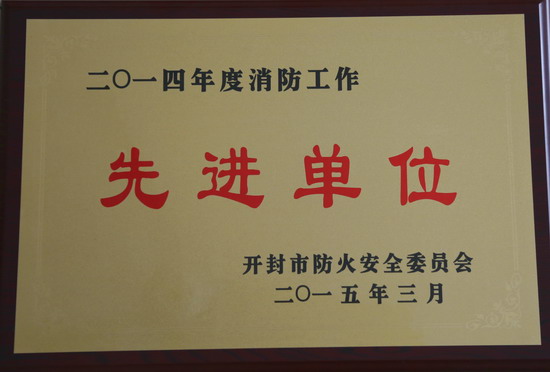 二〇一四年度消防工作
先进单位
开封市防火安全委员会
二〇一五年三月